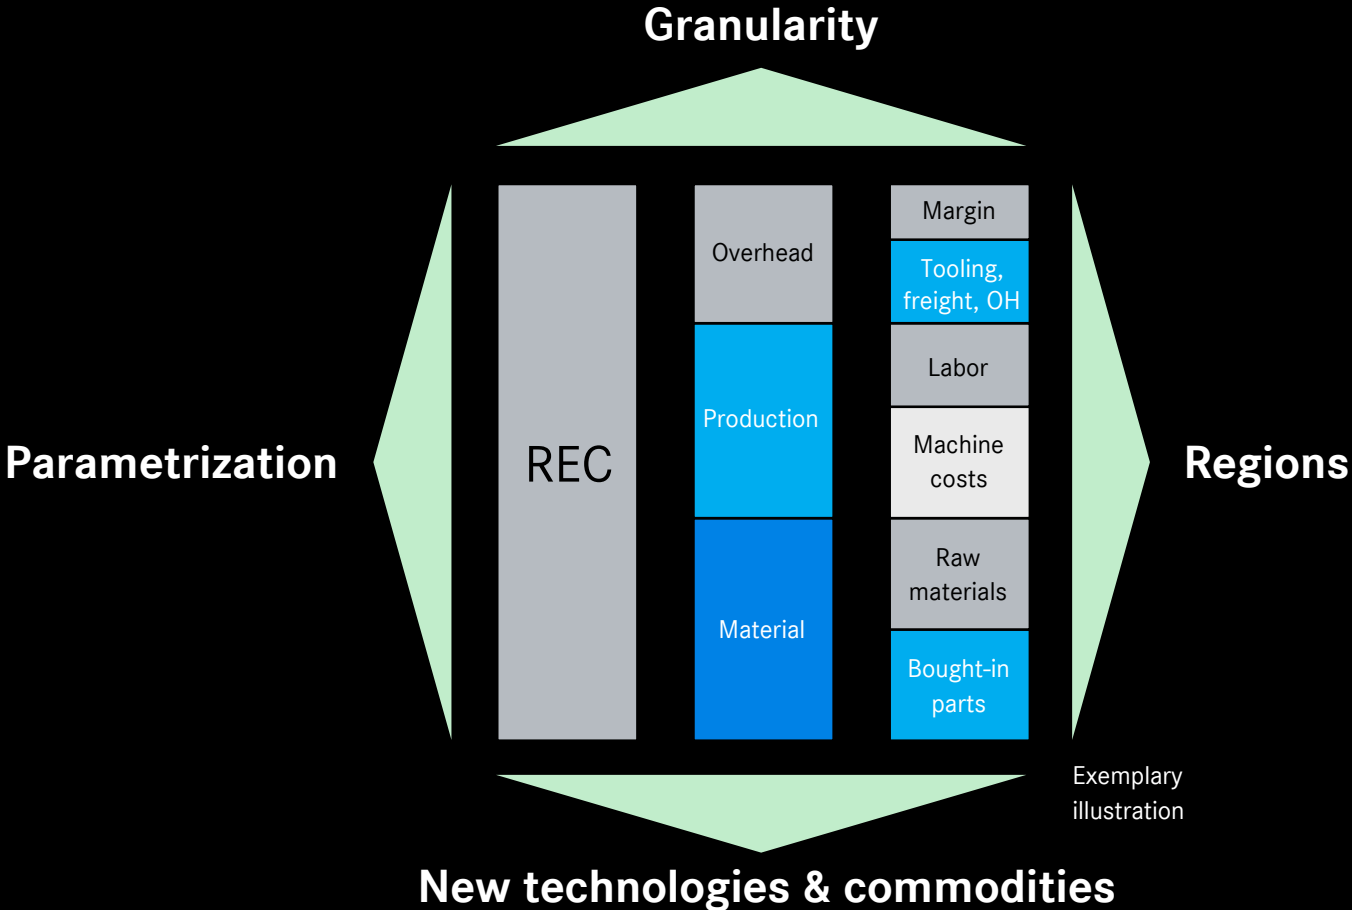 Granularity
Parametrization
REC
Overhead
Production
Material
Margin
Tooling,
freight, OH
Labor
Machine
costs
Raw
materials
Bought-in
parts
Regions
Exemplary
illustration
New technologies & commodities